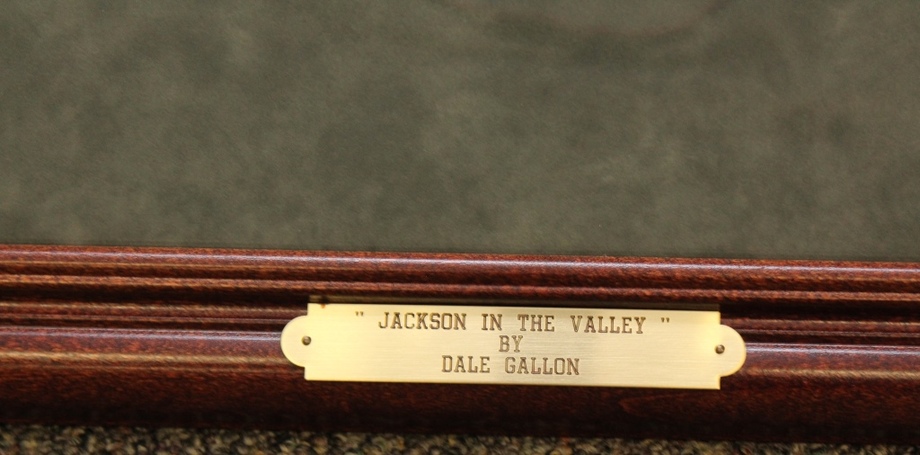 " JACKSON IN THE VALLEY "
BY
DALE GALLON